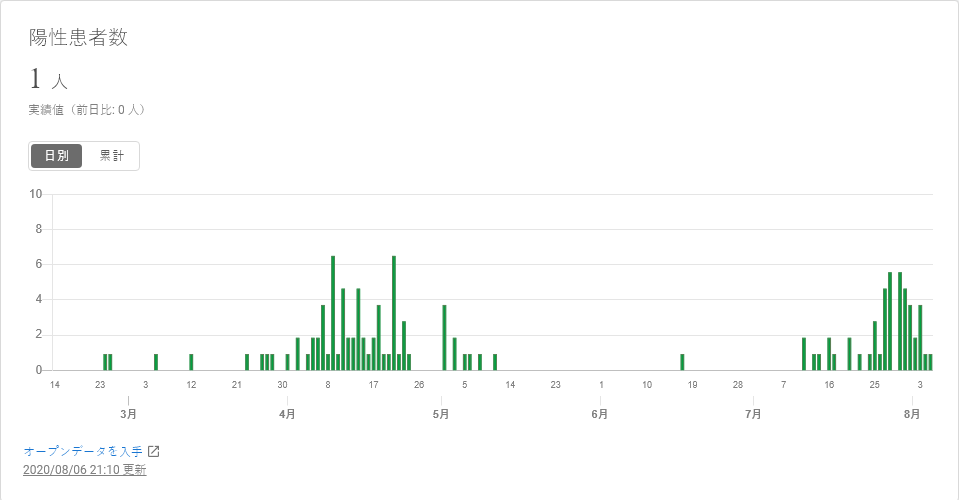 陽性患者数
1 人
実績値（前日比: 0 人）
日別 累計
10
8
6
4
2
0
14 23 3 12 21 30 8 17 26 5 14 23 1 10 19 28 7 16 25 3
3月 4月 5月 6月 7月 8月
オープンデータを入手
2020/08/06 21:10 更新